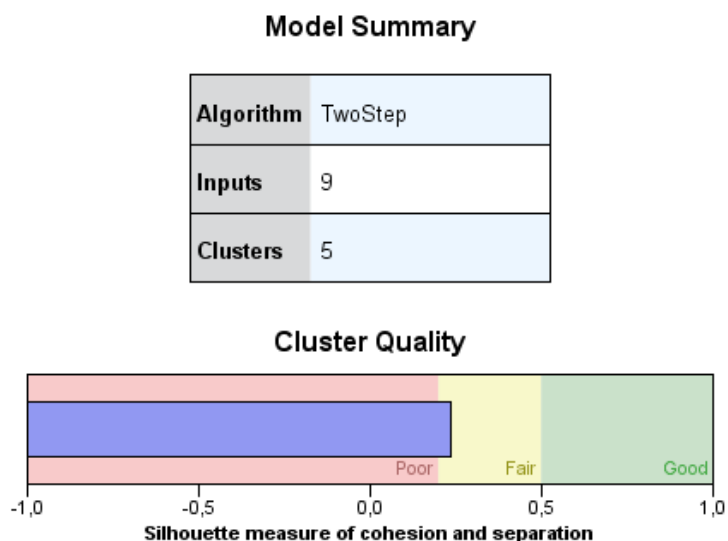 Model Summary
Algorithm TwoStep
Inputs 9
Clusters 5
Cluster Quality
Poor Fair Good
-1,0 -0,5 0,0 0,5 1,0
Silhouette measure of cohesion and separation